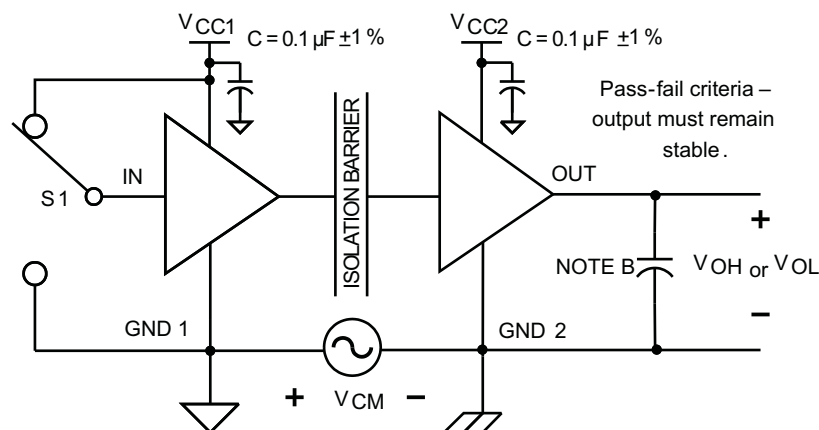 VCC1
C = 0.1 µF ±1 %
VCC2
C = 0.1 µF ±1 %
Pass-fail criteria –
output must remain
stable.
S1
IN
ISOLATION BARRIER
OUT
+
NOTE B
VOH or VOL
–
GND 1
GND 2
+
VCM
–